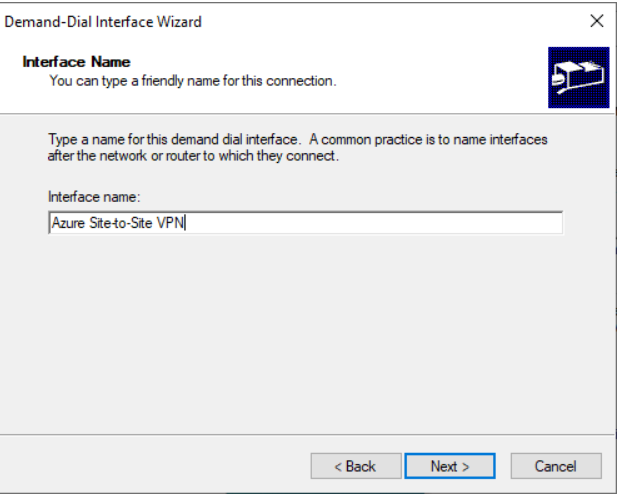 Demand-Dial Interface Wizard
Interface Name
You can type a friendly name for this connection.
Type a name for this demand dial interface.  A common practice is to name interfaces
after the network or router to which they connect.
Interface name:
Azure Site-to-Site VPN
< Back
Next >
Cancel